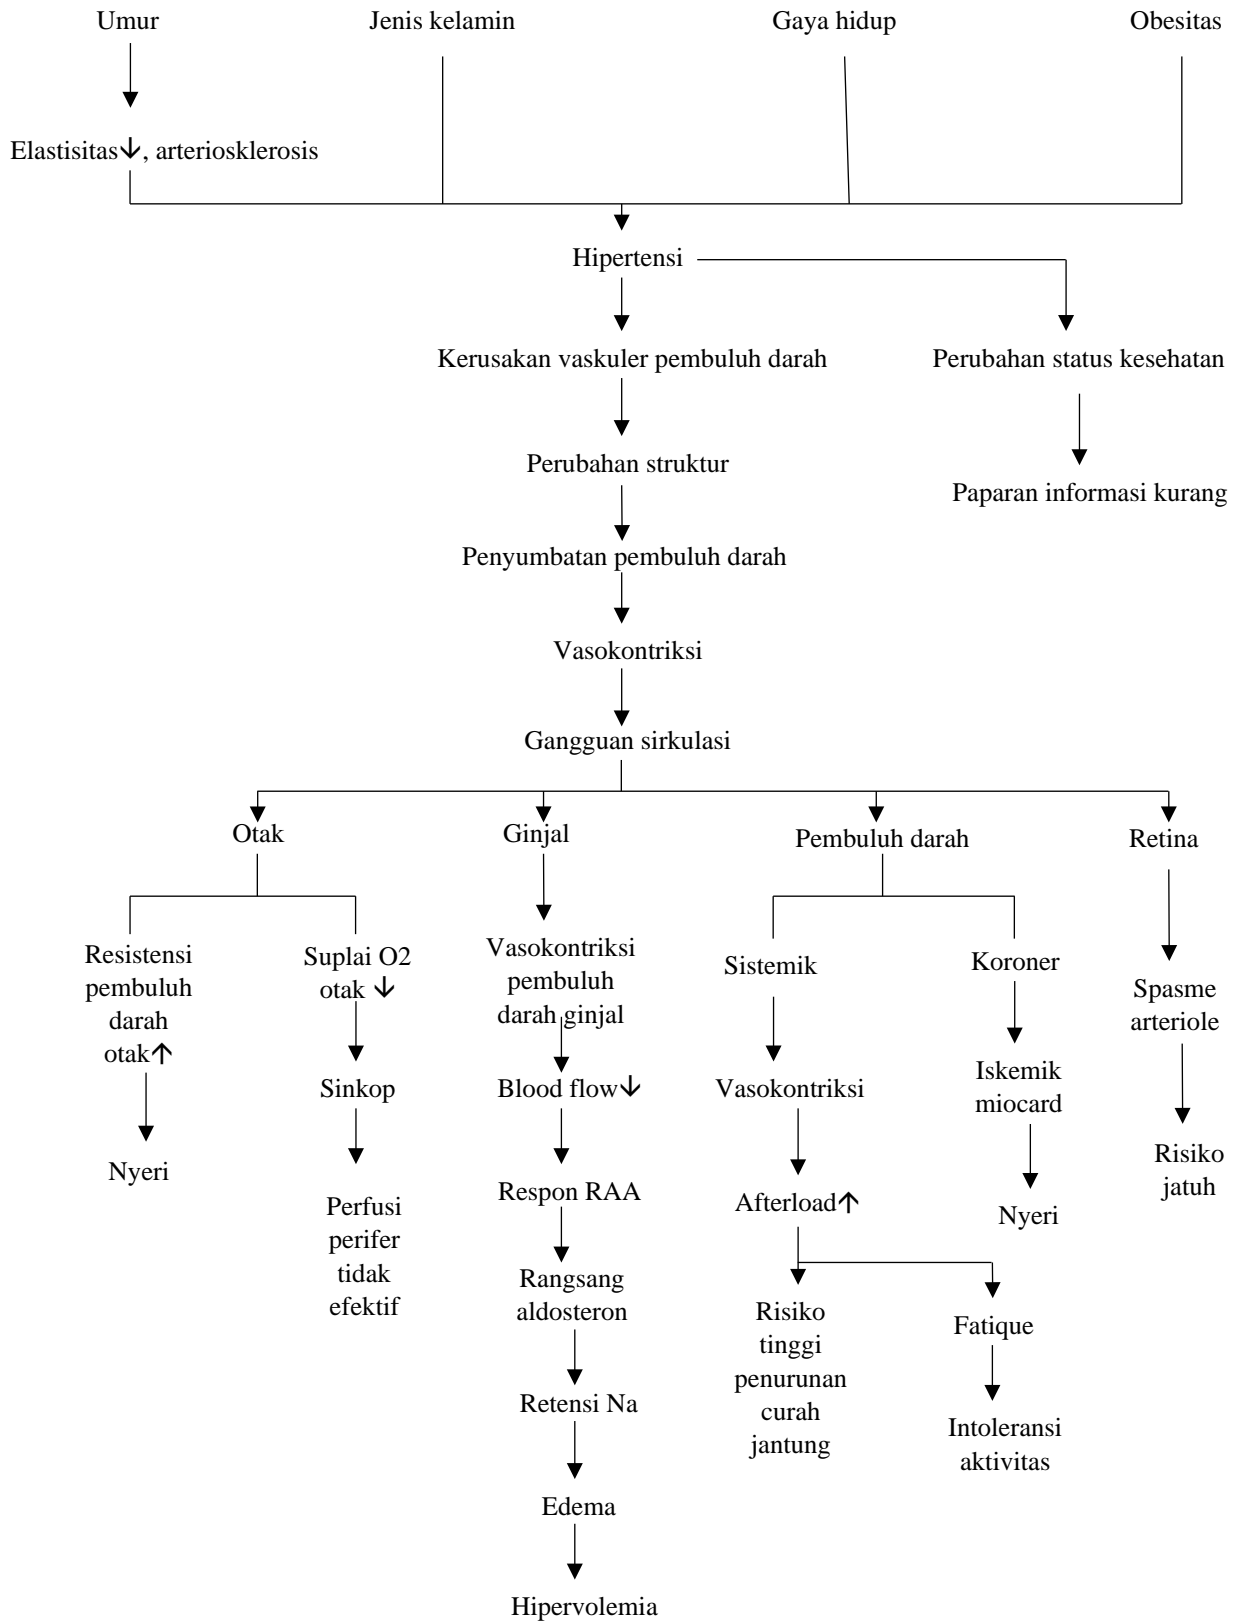 Umur
Jenis kelamin
Gaya hidup
Obesitas
Elastisitas↓, arteriosklerosis
Hipertensi
Kerusakan vaskuler pembuluh darah
Perubahan status kesehatan
Perubahan struktur
Paparan informasi kurang
Penyumbatan pembuluh darah
Vasokontriksi
Gangguan sirkulasi
Otak
Ginjal
Pembuluh darah
Retina
Resistensi
pembuluh
darah
otak↑
Nyeri
Suplai O2
otak ↓
Sinkop
Perfusi
perifer
tidak
efektif
Vasokontriksi
pembuluh
darah ginjal
Blood flow↓
Respon RAA
Rangsang
aldosteron
Retensi Na
Edema
Hipervolemia
Sistemik
Vasokontriksi
Afterload↑
Risiko
tinggi
penurunan
curah
jantung
Fatique
Intoleransi
aktivitas
Koroner
Iskemik
miocard
Nyeri
Spasme
arteriole
Risiko
jatuh